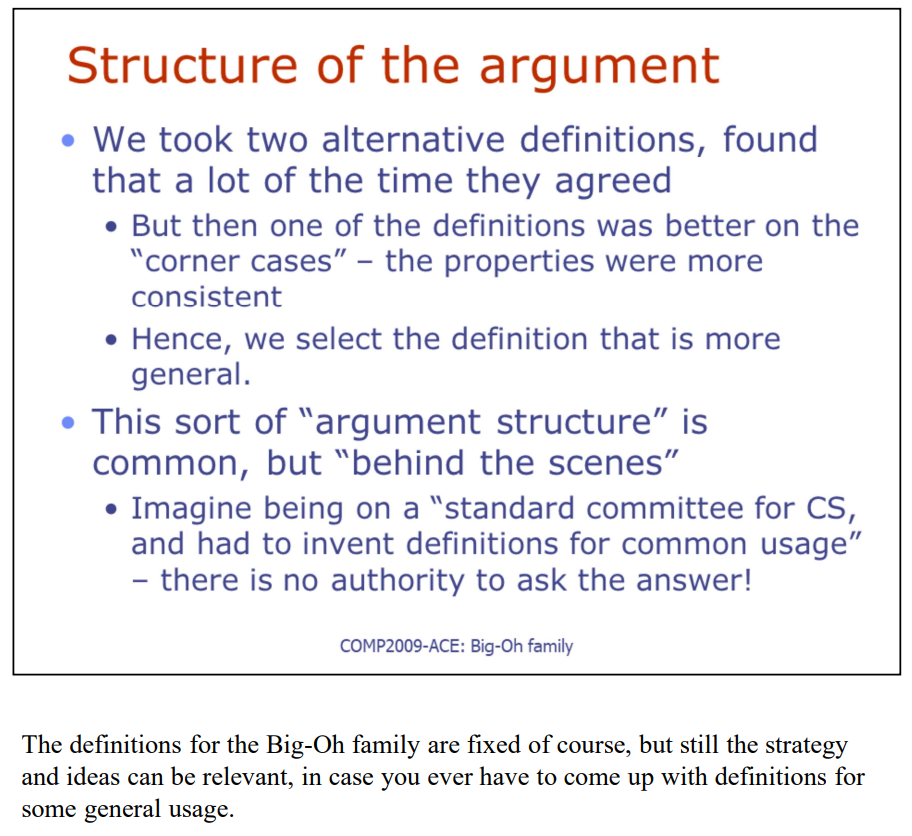 Structure of the argument
• We took two alternative definitions, found
that a lot of the time they agreed
• But then one of the definitions was better on the
“corner cases” – the properties were more
consistent
• Hence, we select the definition that is more
general.
• This sort of “argument structure” is
common, but “behind the scenes”
• Imagine being on a “standard committee for CS,
and had to invent definitions for common usage”
– there is no authority to ask the answer!
COMP2009-ACE: Big-Oh family
The definitions for the Big-Oh family are fixed of course, but still the strategy
and ideas can be relevant, in case you ever have to come up with definitions for
some general usage.